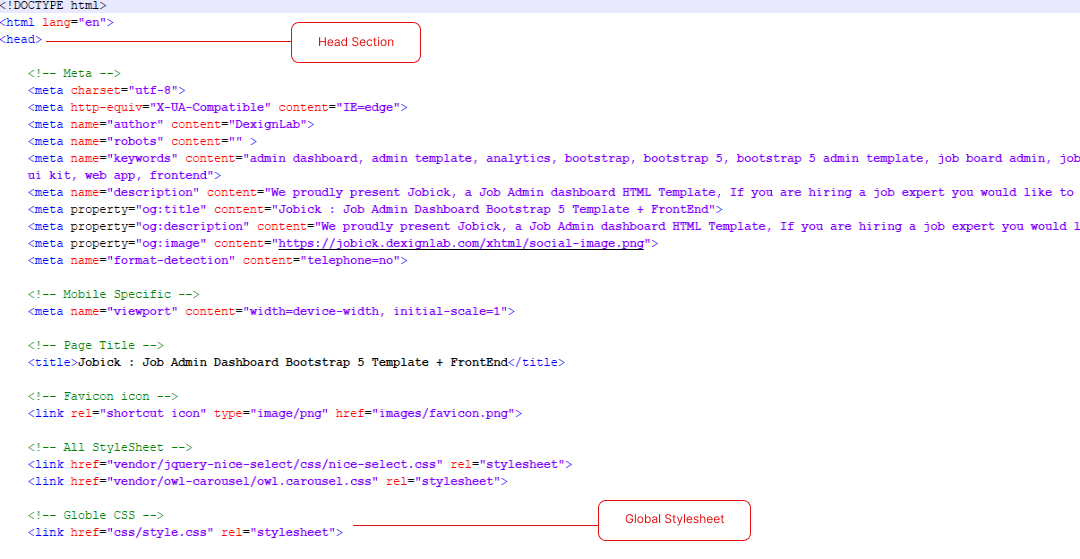 <!DOCTYPE html>
<html lang="en">
<head>
Head Section
<!-- Meta -->
<meta charset="utf-8">
<meta http-equiv="X-UA-Compatible" content="IE=edge">
<meta name="author" content="DexignLab">
<meta name="robots" content="" >
<meta name="keywords" content="admin dashboard, admin template, analytics, bootstrap, bootstrap 5, bootstrap 5 admin template, job board admin, job
ui kit, web app, frontend">
<meta name="description" content="We proudly present Jobick, a Job Admin dashboard HTML Template, If you are hiring a job expert you would like to
<meta property="og:title" content="Jobick : Job Admin Dashboard Bootstrap 5 Template + FrontEnd">
<meta property="og:description" content="We proudly present Jobick, a Job Admin dashboard HTML Template, If you are hiring a job expert you would l
<meta property="og:image" content="https://jobick.dexignlab.com/xhtml/social-image.png">
<meta name="format-detection" content="telephone=no">
<!-- Mobile Specific -->
<meta name="viewport" content="width=device-width, initial-scale=1">
<!-- Page Title -->
<title>Jobick : Job Admin Dashboard Bootstrap 5 Template + FrontEnd</title>
<!-- Favicon icon -->
<link rel="shortcut icon" type="image/png" href="images/favicon.png">
<!-- All StyleSheet -->
<link href="vendor/jquery-nice-select/css/nice-select.css" rel="stylesheet">
<link href="vendor/owl-carousel/owl.carousel.css" rel="stylesheet">
<!-- Globle CSS -->
<link href="css/style.css" rel="stylesheet">
Global Stylesheet